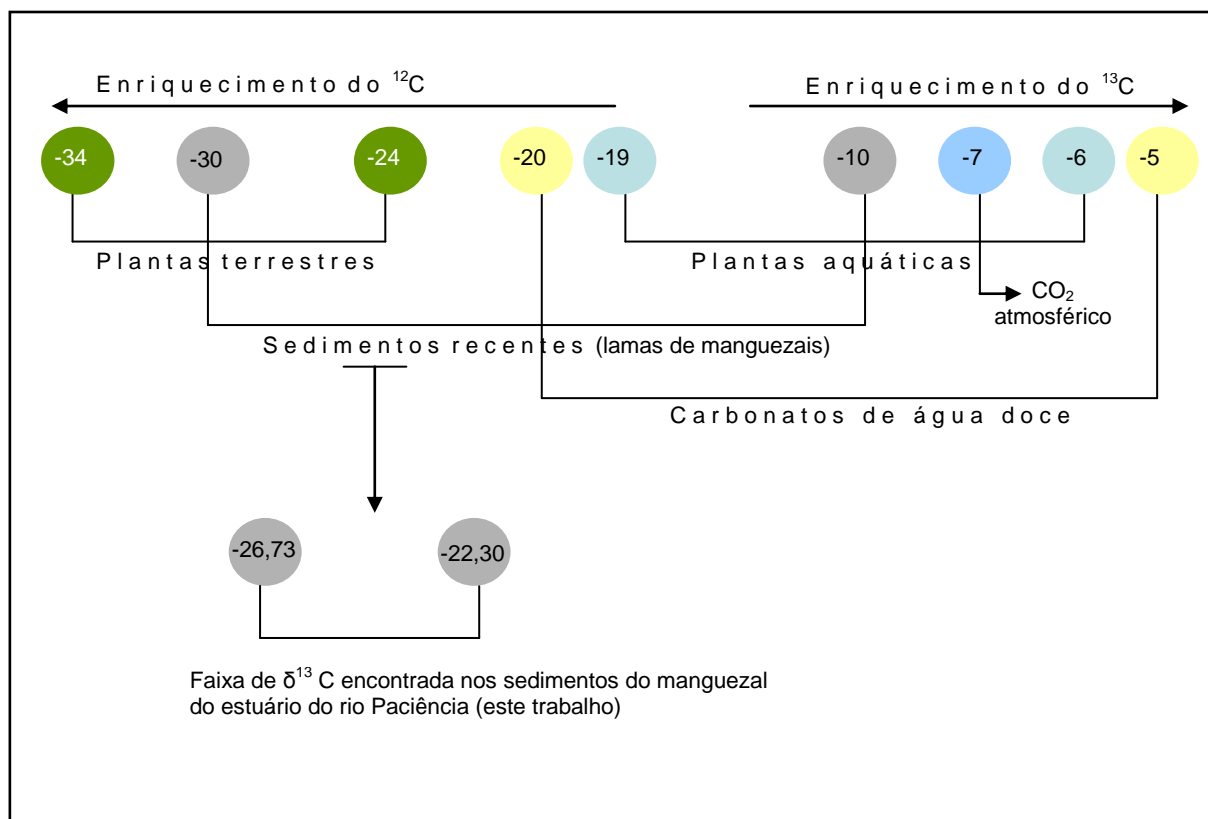 Enriquecimento do ¹²C
Enriquecimento do ¹³C
-34
-30
-24
-20
-19
-10
-7
-6
-5
Plantas terrestres
Plantas aquáticas
CO₂
atmosférico
Sedimentos recentes (lamas de manguezais)
Carbonatos de água doce
-26,73
-22,30
Faixa de δ¹³ C encontrada nos sedimentos do manguezal
do estuário do rio Paciência (este trabalho)